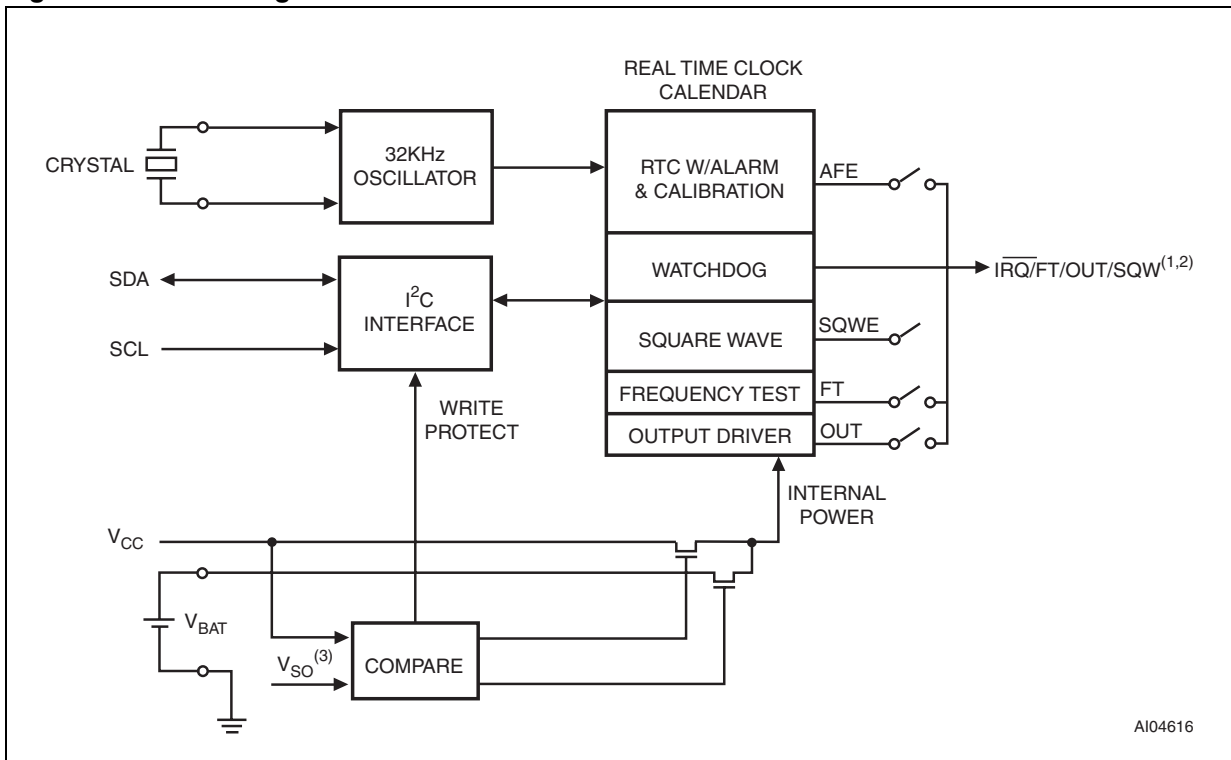 REAL TIME CLOCK
CALENDAR
CRYSTAL
32KHz
OSCILLATOR
RTC W/ALARM
& CALIBRATION
AFE
SDA
SCL
I²C
INTERFACE
WATCHDOG
IRQ/FT/OUT/SQW(1,2)
SQUARE WAVE
SQWE
FREQUENCY TEST
FT
OUTPUT DRIVER
OUT
WRITE
PROTECT
INTERNAL
POWER
VCC
VBAT
VSO(3)
COMPARE
AI04616